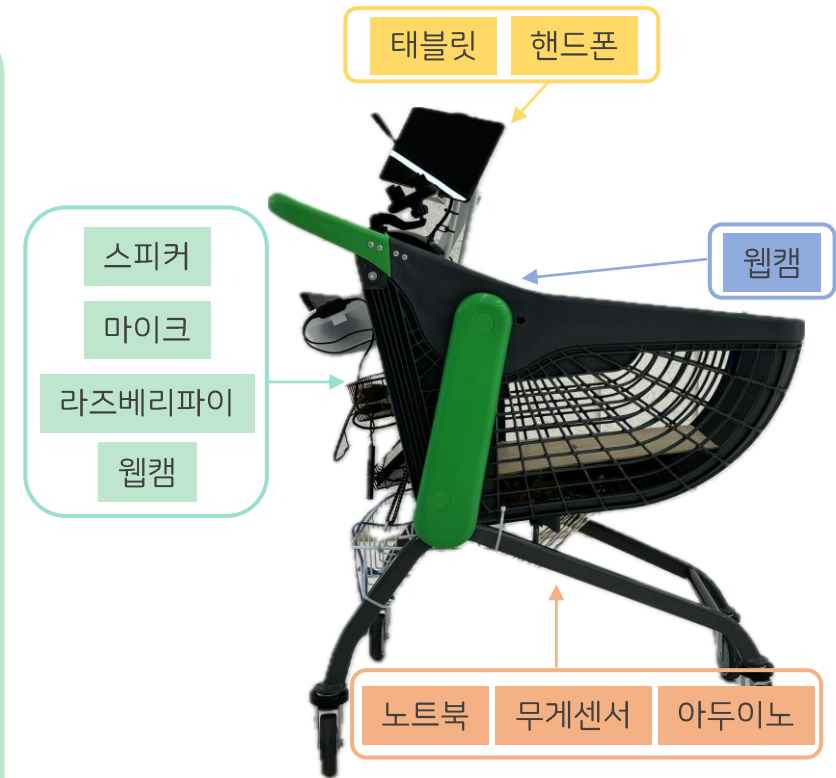 태블릿 핸드폰
스피커
마이크
라즈베리파이
웹캠
웹캠
노트북 무게센서 아두이노